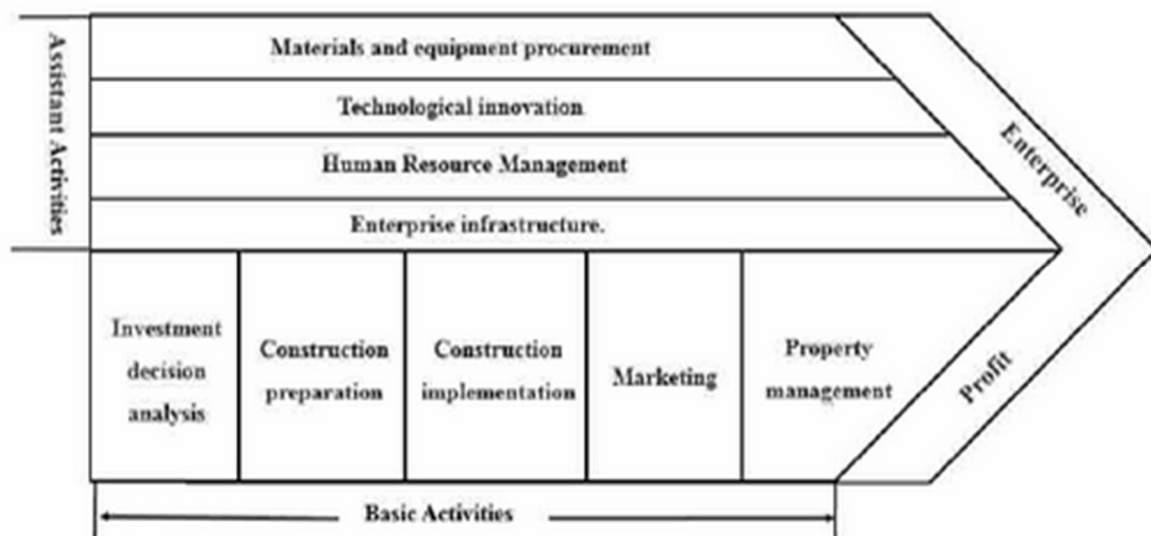 Assistant Activities
Materials and equipment procurement
Technological innovation
Human Resource Management
Enterprise infrastructure.
Investment
decision
analysis
Construction
preparation
Construction
implementation
Marketing
Property
management
Enterprise
Profit
Basic Activities